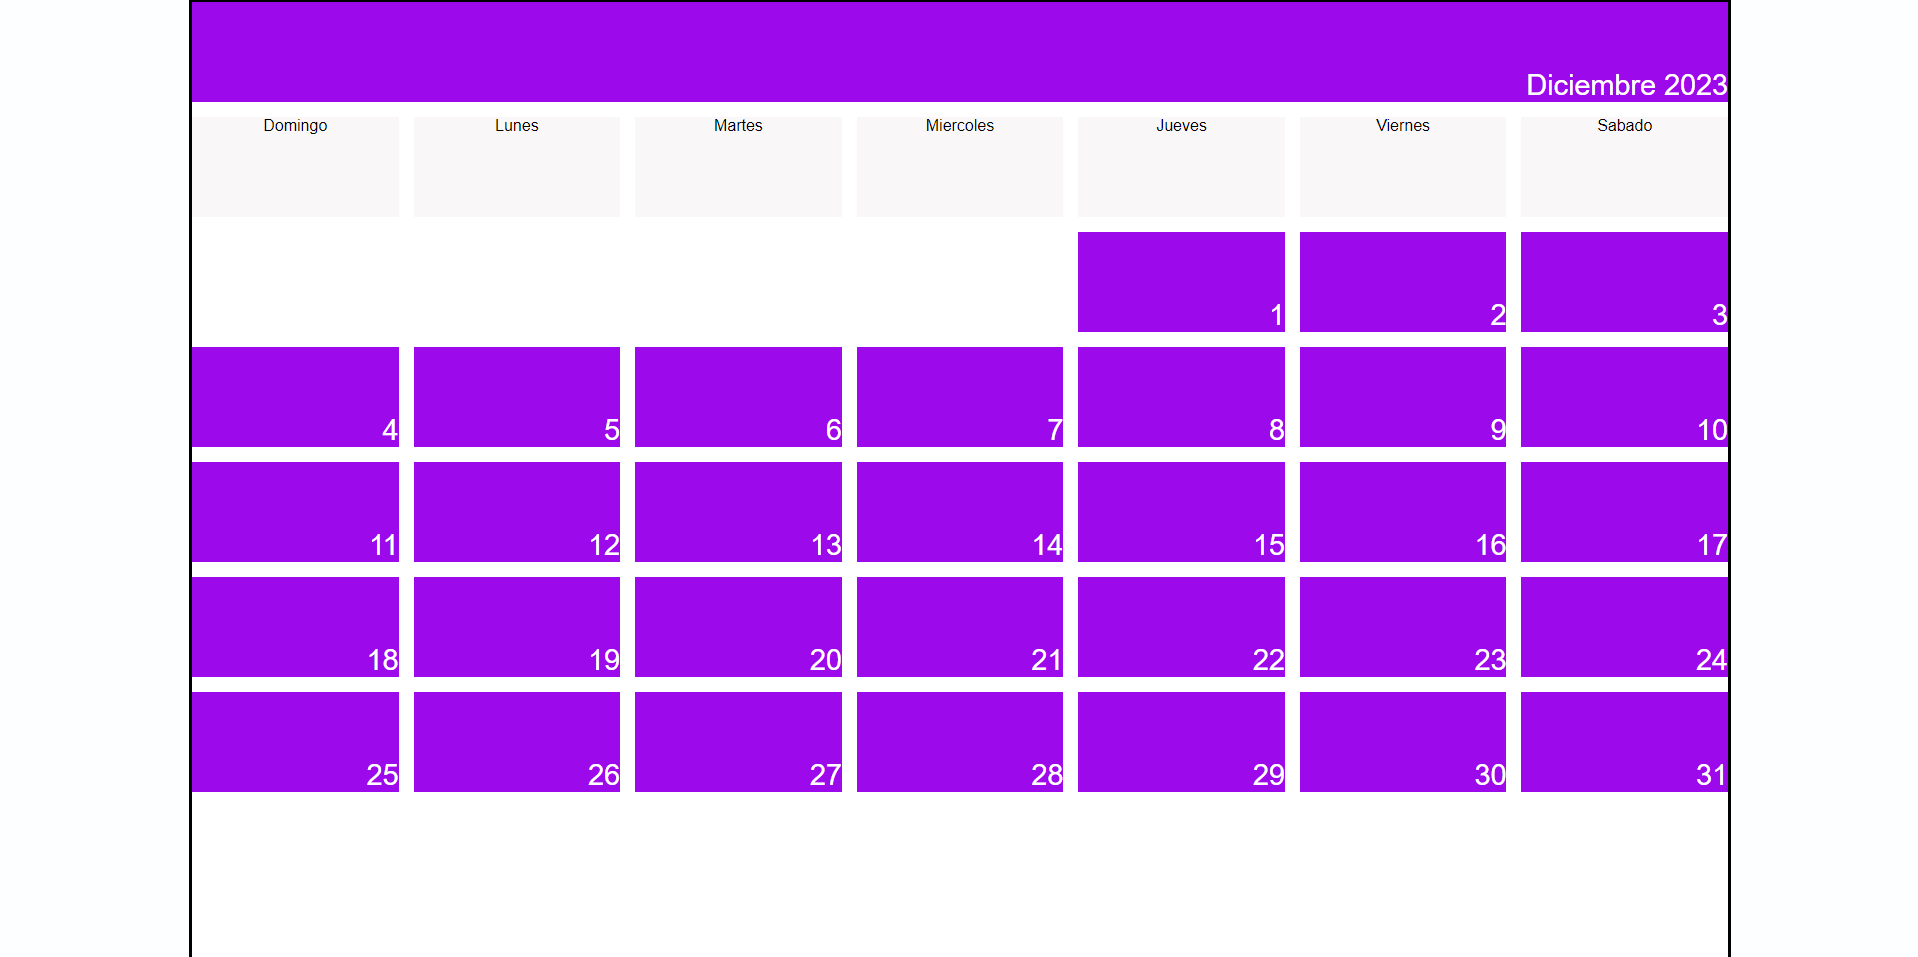 Diciembre 2023
Domingo Lunes Martes Miercoles Jueves Viernes Sabado
1 2 3
4 5 6 7 8 9 10
11 12 13 14 15 16 17
18 19 20 21 22 23 24
25 26 27 28 29 30 31